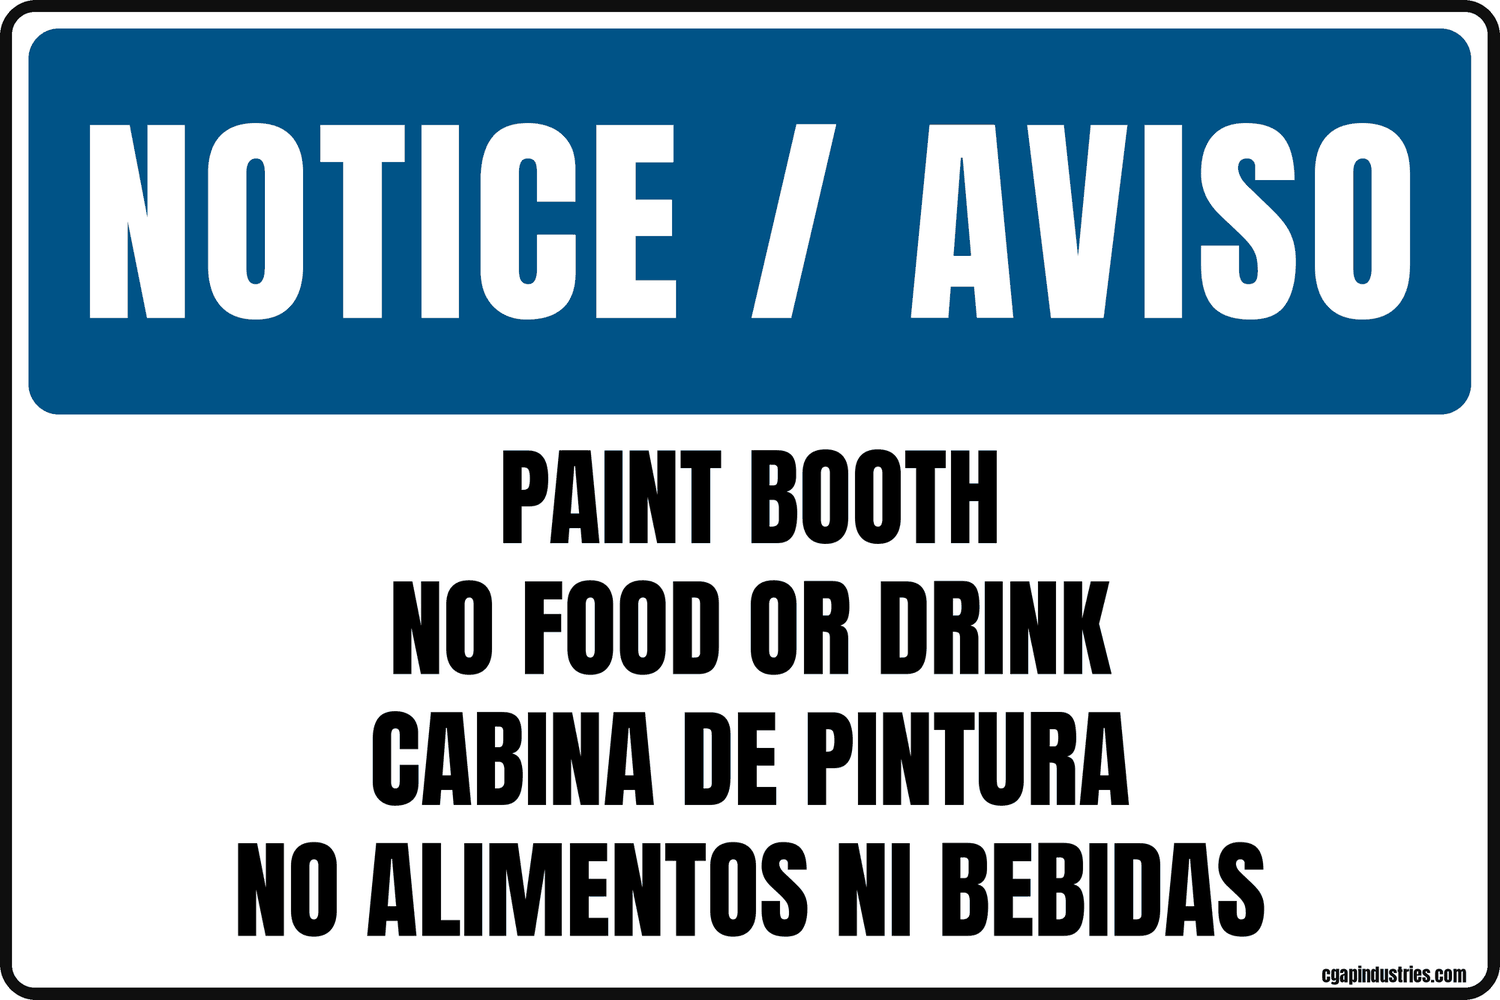 NOTICE / AVISO
PAINT BOOTH
NO FOOD OR DRINK
CABINA DE PINTURA
NO ALIMENTOS NI BEBIDAS
cgapindustries.com